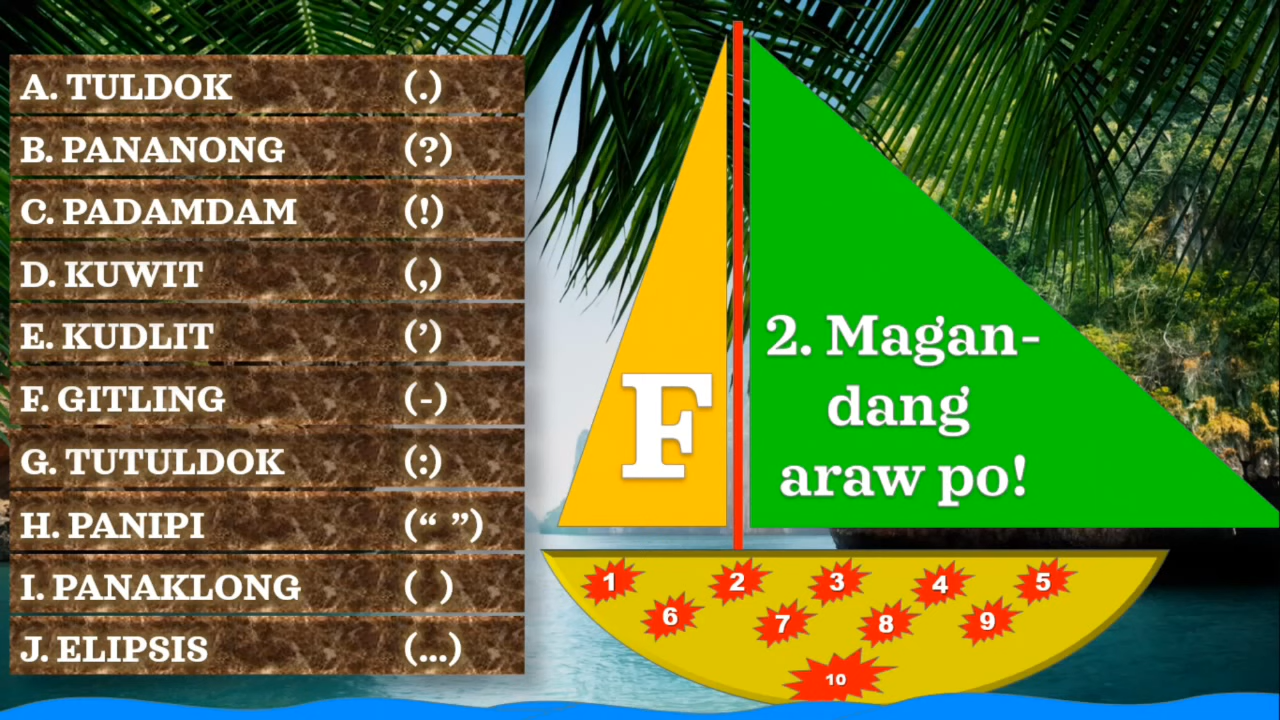 A. TULDOK (.)
B. PANANONG (?)
C. PADAMDAM (!)
D. KUWIT (,)
E. KUDLIT (’)
F. GITLING (-)
G. TUTULDOK (:)
H. PANIPI (“ ”)
I. PANAKLONG ( )
J. ELIPSIS (...)
F
2. Magan-
dang
araw po!
1 2 3 4 5
6 7 8 9
10